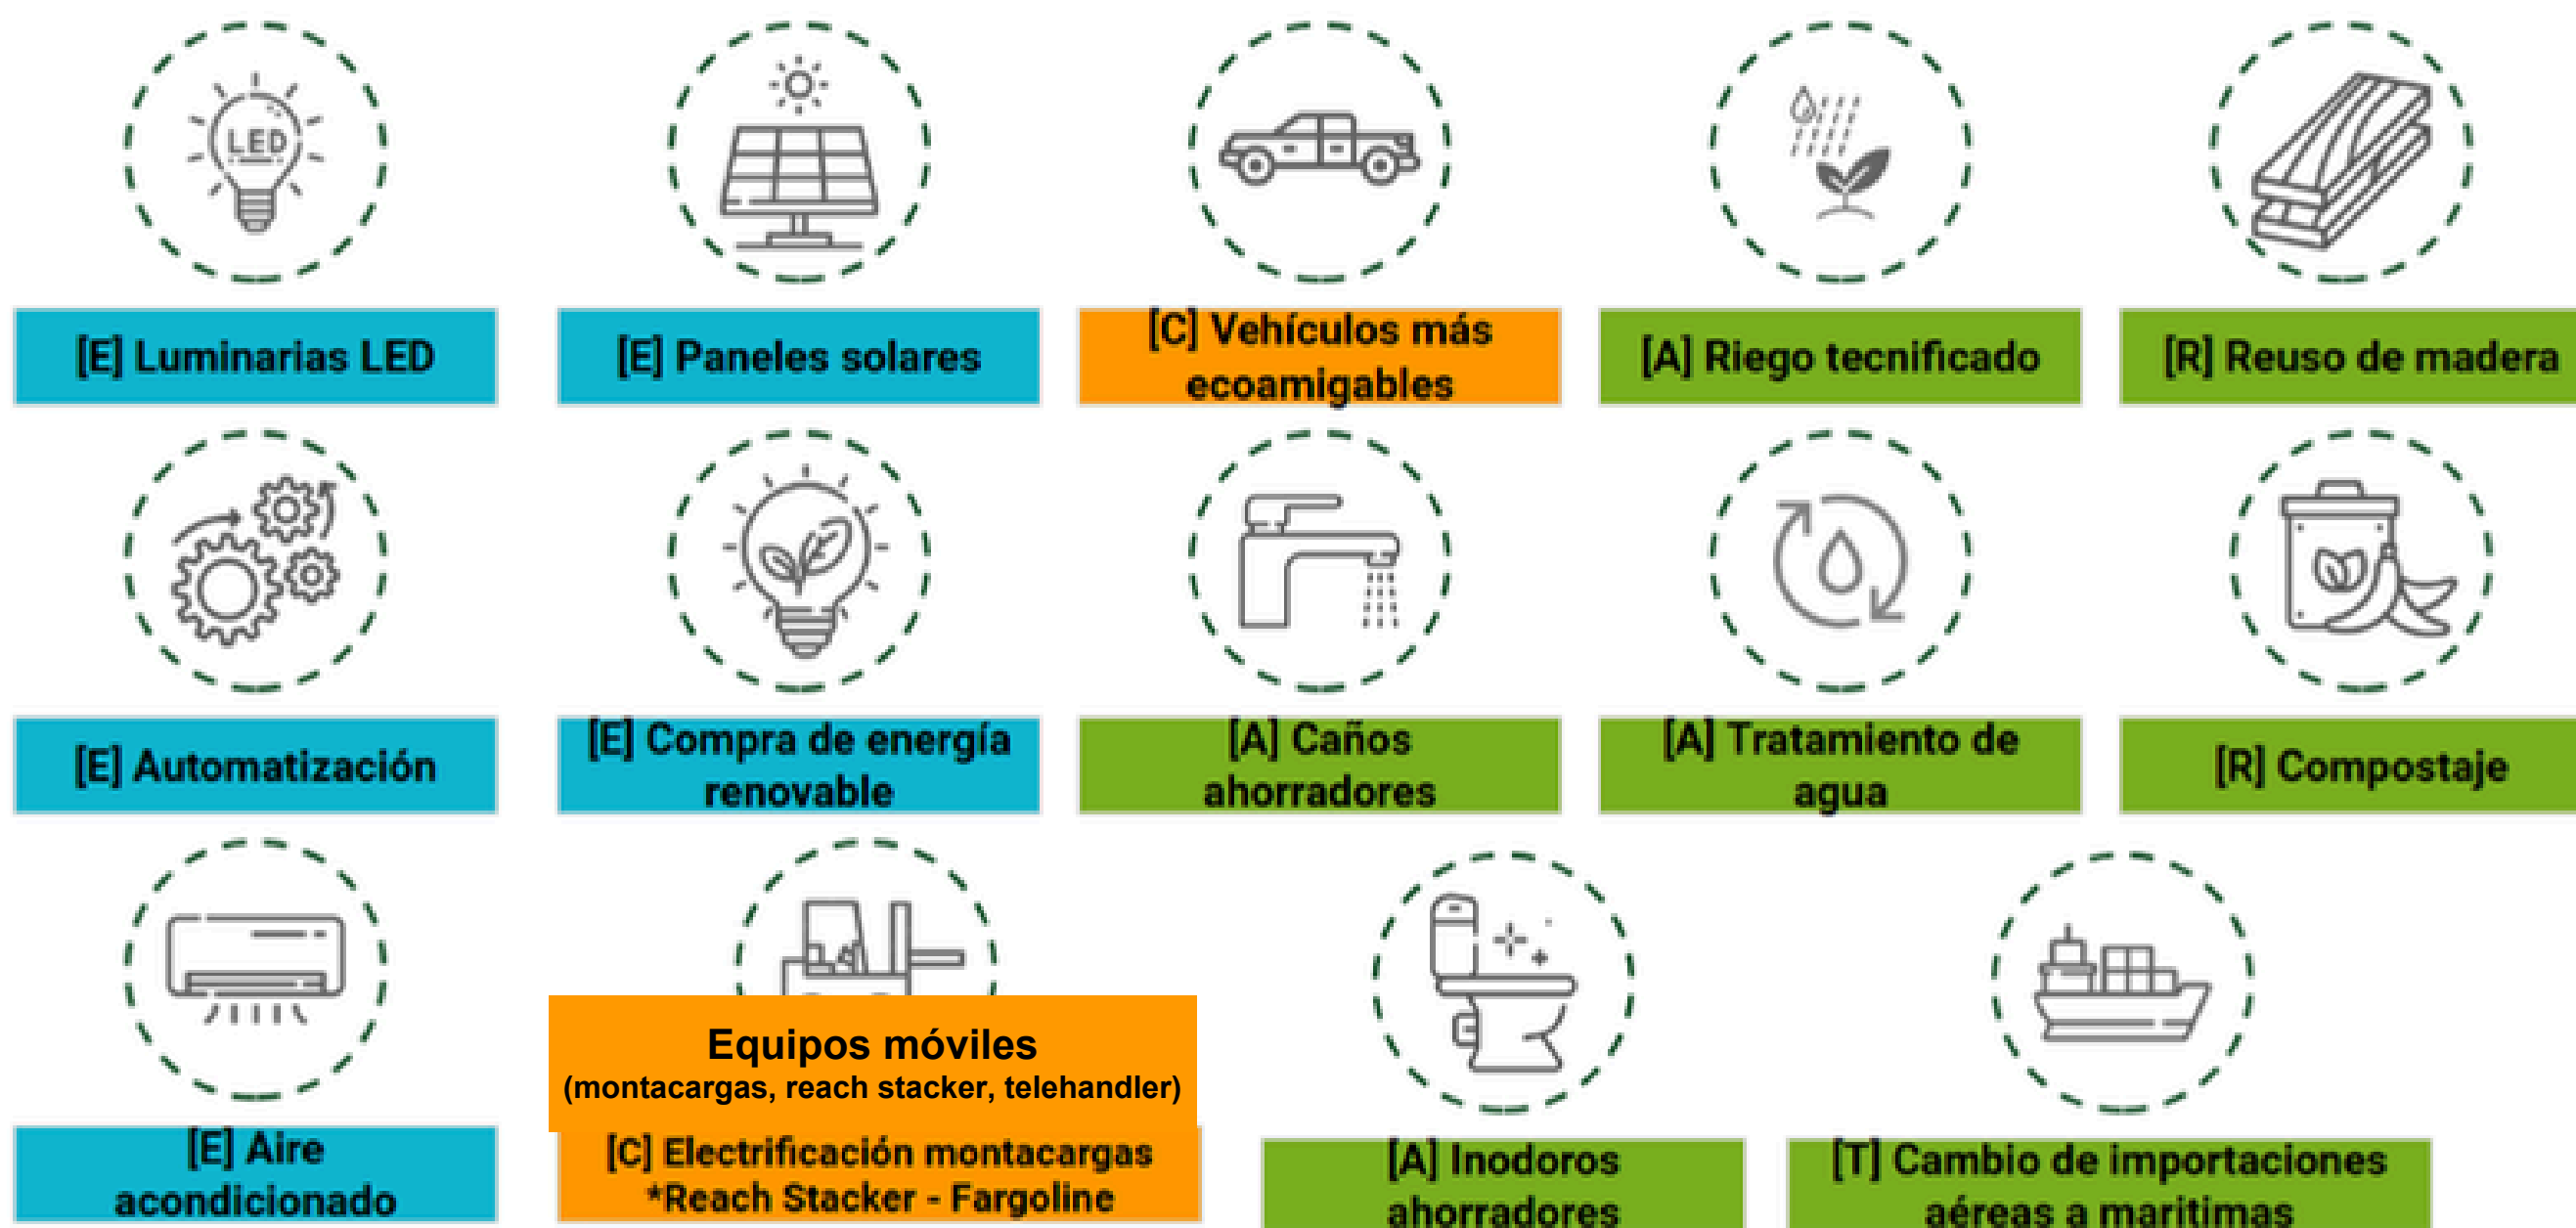 LED
[E] Luminarias LED
[E] Paneles solares
[C] Vehículos más
ecoamigables
[A] Riego tecnificado
[R] Reuso de madera
[E] Automatización
[E] Compra de energía
renovable
[A] Caños
ahorradores
[A] Tratamiento de
agua
[R] Compostaje
[E] Aire
acondicionado
Equipos móviles
(montacargas, reach stacker, telehandler)
[C] Electrificación montacargas
*Reach Stacker - Fargoline
[A] Inodoros
ahorradores
[T] Cambio de importaciones
aéreas a marítimas